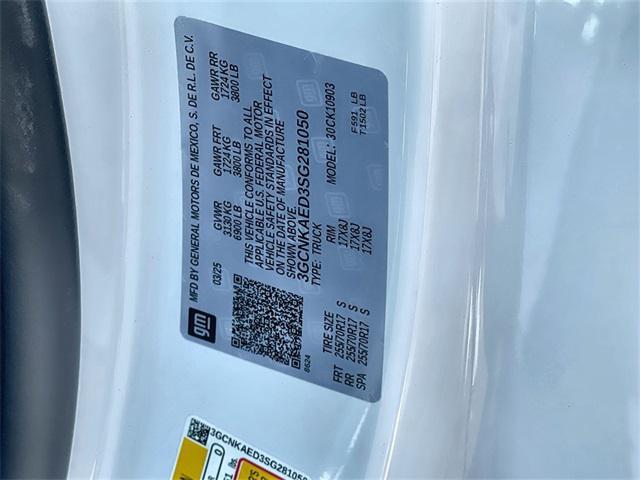 gm
MFD BY GENERAL MOTORS DE MEXICO, S. DE R.L. DE C.V.
03/25 GVWR GAWR FRT GAWR RR
3130 KG 1724 KG 1724 KG
6900 LB 3800 LB 3800 LB
THIS VEHICLE CONFORMS TO ALL
APPLICABLE U.S. FEDERAL MOTOR
VEHICLE SAFETY STANDARDS IN EFFECT
ON THE DATE OF MANUFACTURE
SHOWN ABOVE.
3GCNKAED3SG281050
TYPE: TRUCK MODEL: 30CK10903
6624
TIRE SIZE RIM
FRT 255/70R17 S 17X8J F591 LB
RR 255/70R17 S 17X8J T1502 LB
SPA 255/70R17 S 17X8J
3GCNKAED3SG281050